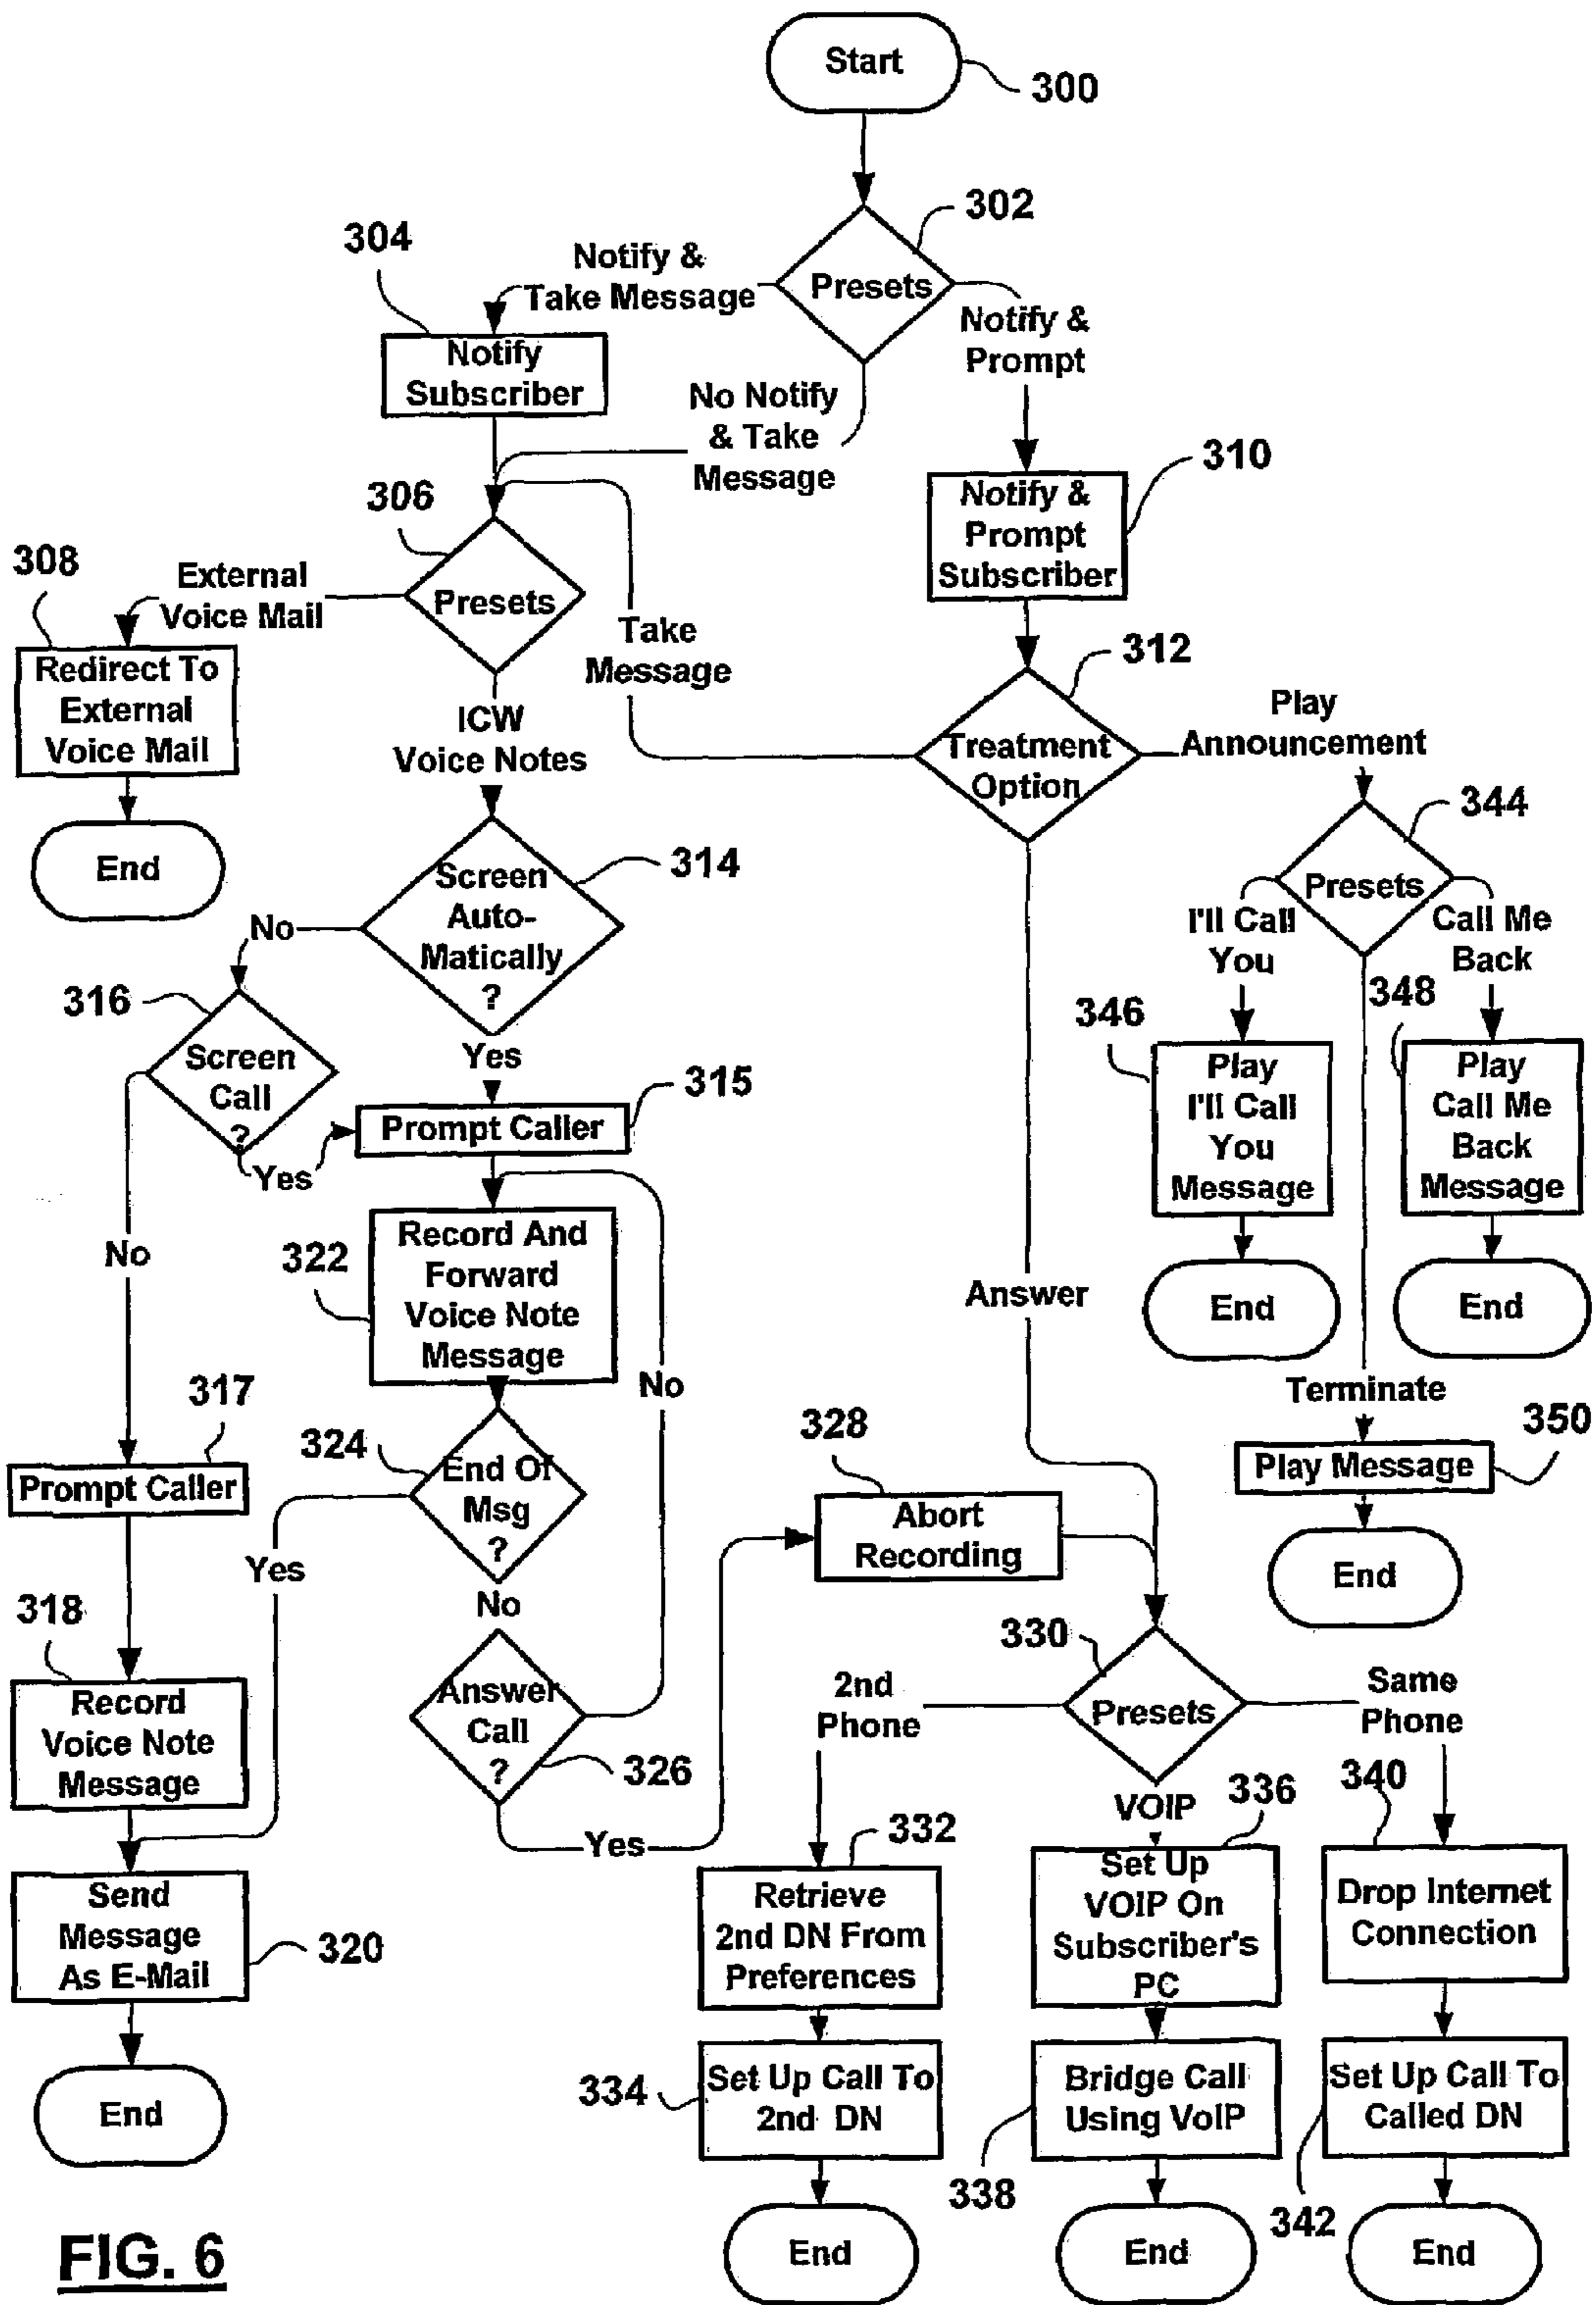 Start
300
302
Presets
304
Notify &
Take Message
Notify &
Prompt
Notify
Subscriber
No Notify
& Take
Message
310
Notify &
Prompt
Subscriber
306
Presets
308
External
Voice Mail
Redirect To
External
Voice Mail
End
Take
Message
ICW
Voice Notes
312
Treatment
Option
Play
Announcement
344
Presets
I'll Call
You
Call Me
Back
314
Screen
Auto-
Matically
?
No
Yes
316
Screen
Call
?
Yes
No
315
Prompt Caller
346
Play
I'll Call
You
Message
End
348
Play
Call Me
Back
Message
End
322
Record And
Forward
Voice Note
Message
No
Answer
Terminate
350
Play Message
End
317
Prompt Caller
324
End Of
Msg
?
Yes
No
328
Abort
Recording
318
Record
Voice Note
Message
Answer
Call
?
326
Yes
330
Presets
2nd
Phone
VOIP
Same
Phone
320
Send
Message
As E-Mail
End
332
Retrieve
2nd DN From
Preferences
334
Set Up Call To
2nd DN
End
336
Set Up
VOIP On
Subscriber's
PC
338
Bridge Call
Using VoIP
End
340
Drop Internet
Connection
342
Set Up Call To
Called DN
End
FIG. 6